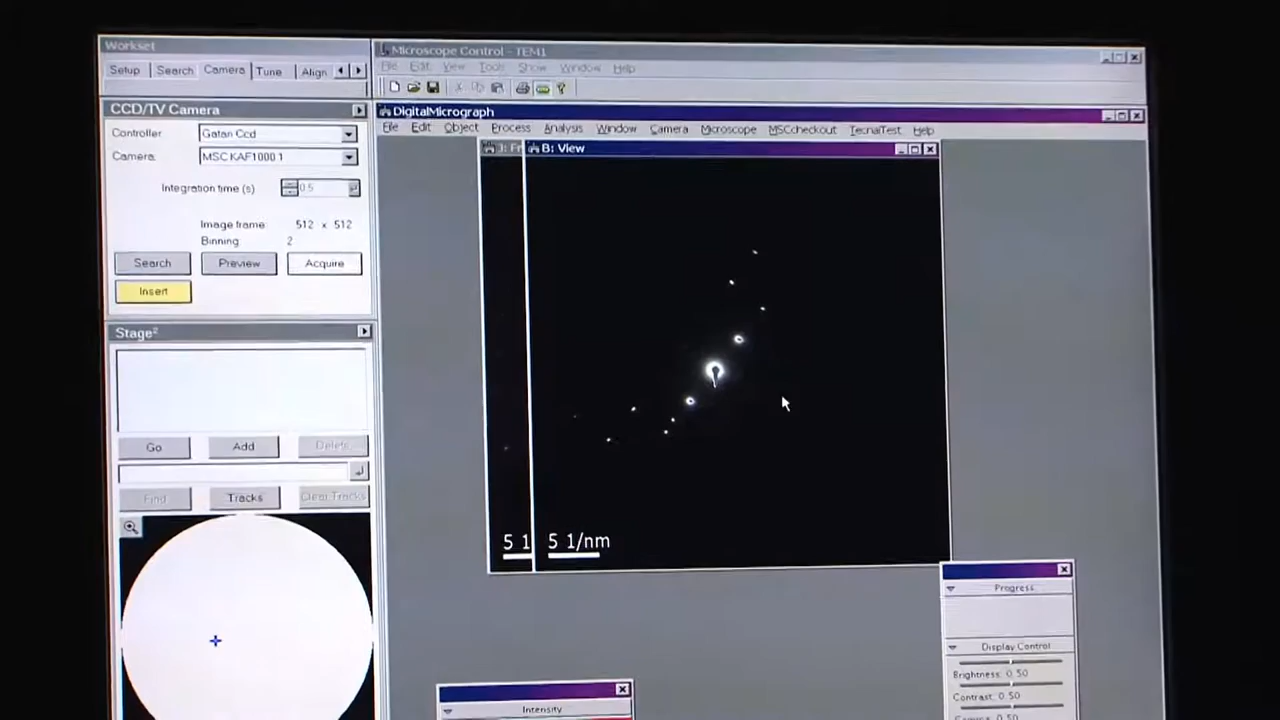 Workset
Setup Search Camera Tune Align
CCD/TV Camera
Controller: Gatan Ccd
Camera: MSC KAF1000 1
Integration time (s) 0.5
Image frame: 512 x 512
Binning: 2
Search Preview Acquire
Insert
Stage²
Go Add Delete
Find Tracks Clear Tracks
Microscope Control - TEM1
File Edit View Tools Show Window Help
DigitalMicrograph
File Edit Object Process Analysis Window Camera Microscope MSCcheckout TecnaiTest Help
J: Fr
B: View
5 1
5 1/nm
Progress
Display Control
Brightness: 0.50
Contrast: 0.50
Intensity